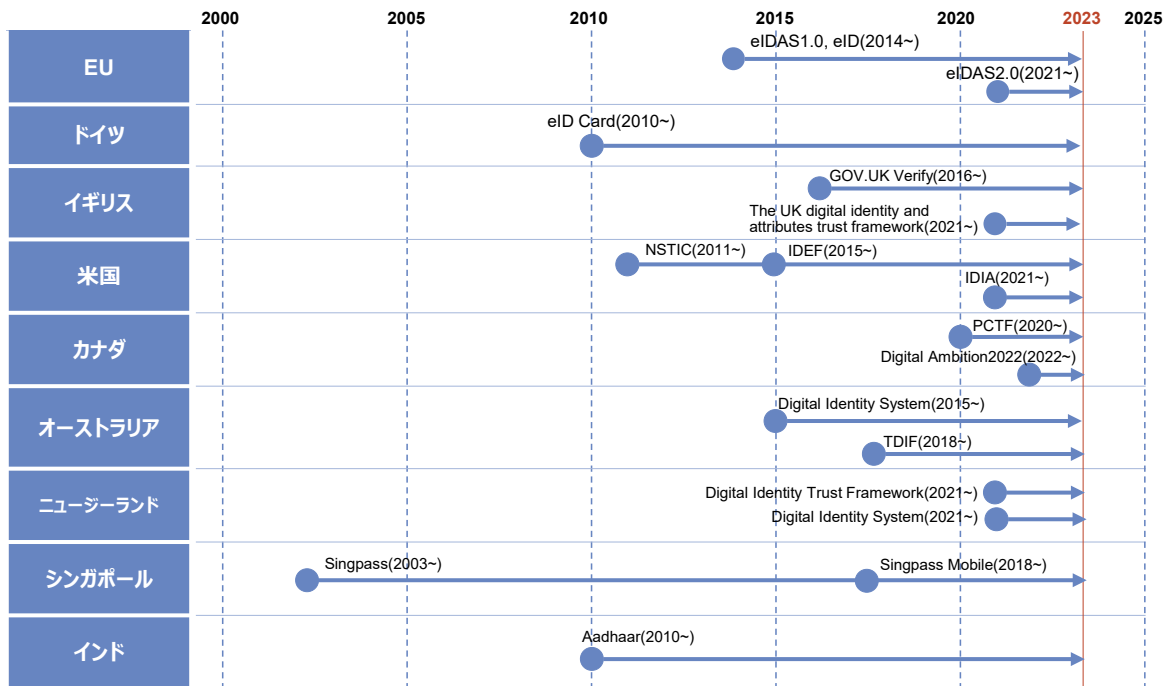 2000 2005 2010 2015 2020 2023 2025
EU
eIDAS1.0, eID(2014~)
eIDAS2.0(2021~)
ドイツ
eID Card(2010~)
イギリス
GOV.UK Verify(2016~)
The UK digital identity and
attributes trust framework(2021~)
米国
NSTIC(2011~)
IDEF(2015~)
IDIA(2021~)
カナダ
PCTF(2020~)
Digital Ambition2022(2022~)
オーストラリア
Digital Identity System(2015~)
TDIF(2018~)
ニュージーランド
Digital Identity Trust Framework(2021~)
Digital Identity System(2021~)
シンガポール
Singpass(2003~)
Singpass Mobile(2018~)
インド
Aadhaar(2010~)